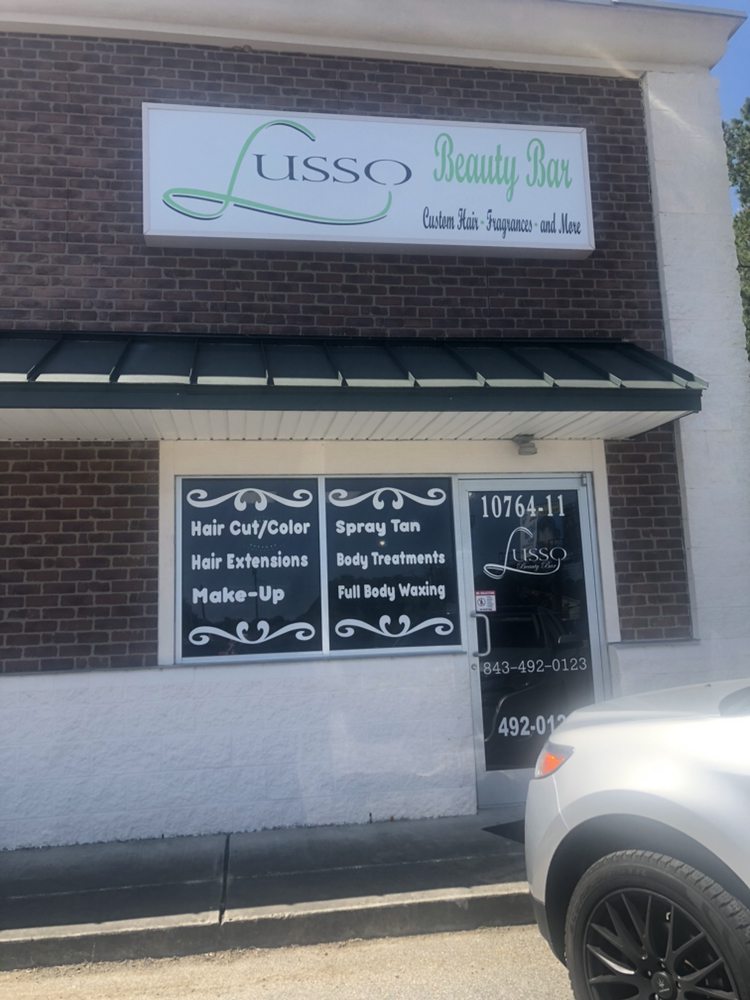 Lusso
Beauty Bar
Custom Hair · Fragrances · and More
Hair Cut/Color
Hair Extensions
Make-Up
Spray Tan
Body Treatments
Full Body Waxing
10764-11
Lusso
Beauty Bar
843-492-0123
492-012